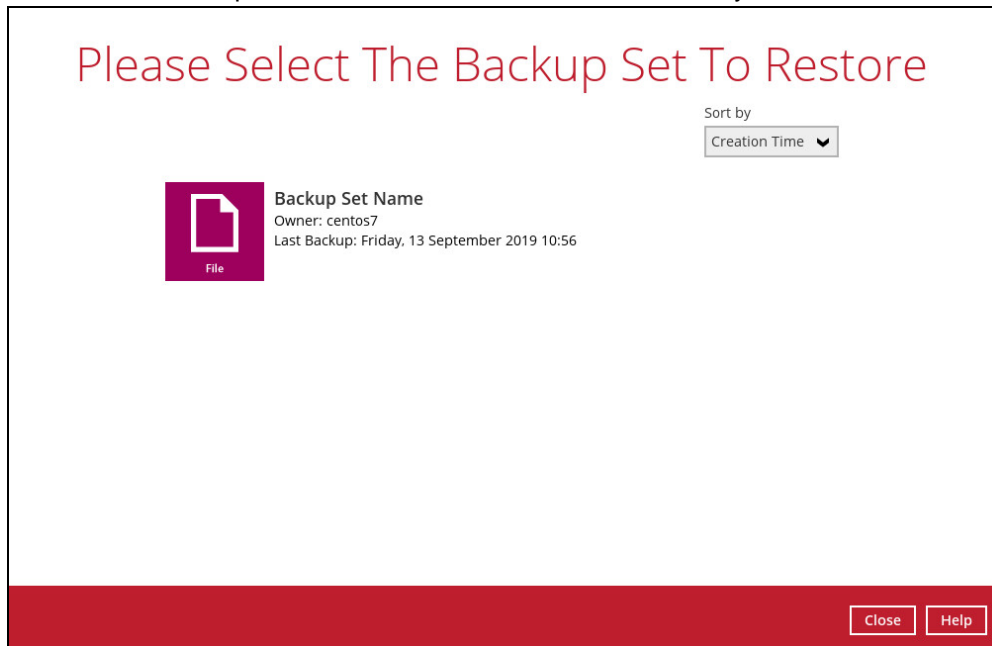 Please Select The Backup Set To Restore
Sort by
Creation Time
Backup Set Name
Owner: centos7
Last Backup: Friday, 13 September 2019 10:56
File
Close Help